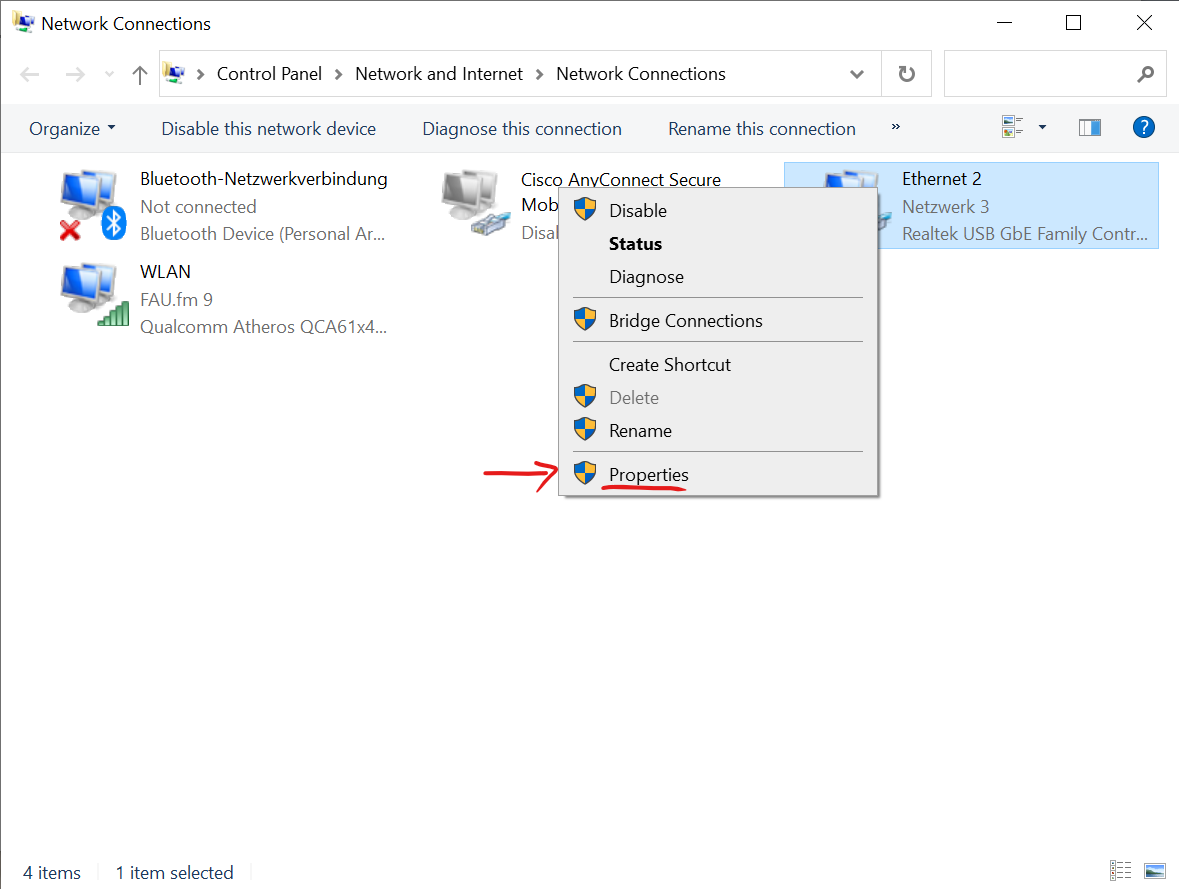 Network Connections
Control Panel > Network and Internet > Network Connections
Organize Disable this network device Diagnose this connection Rename this connection » ?
Bluetooth-Netzwerkverbindung
Not connected
Bluetooth Device (Personal Ar...
Cisco AnyConnect Secure
Mob
Disal
Ethernet 2
Netzwerk 3
Realtek USB GbE Family Contr...
WLAN
FAU.fm 9
Qualcomm Atheros QCA61x4...
Disable
Status
Diagnose
Bridge Connections
Create Shortcut
Delete
Rename
Properties
4 items 1 item selected